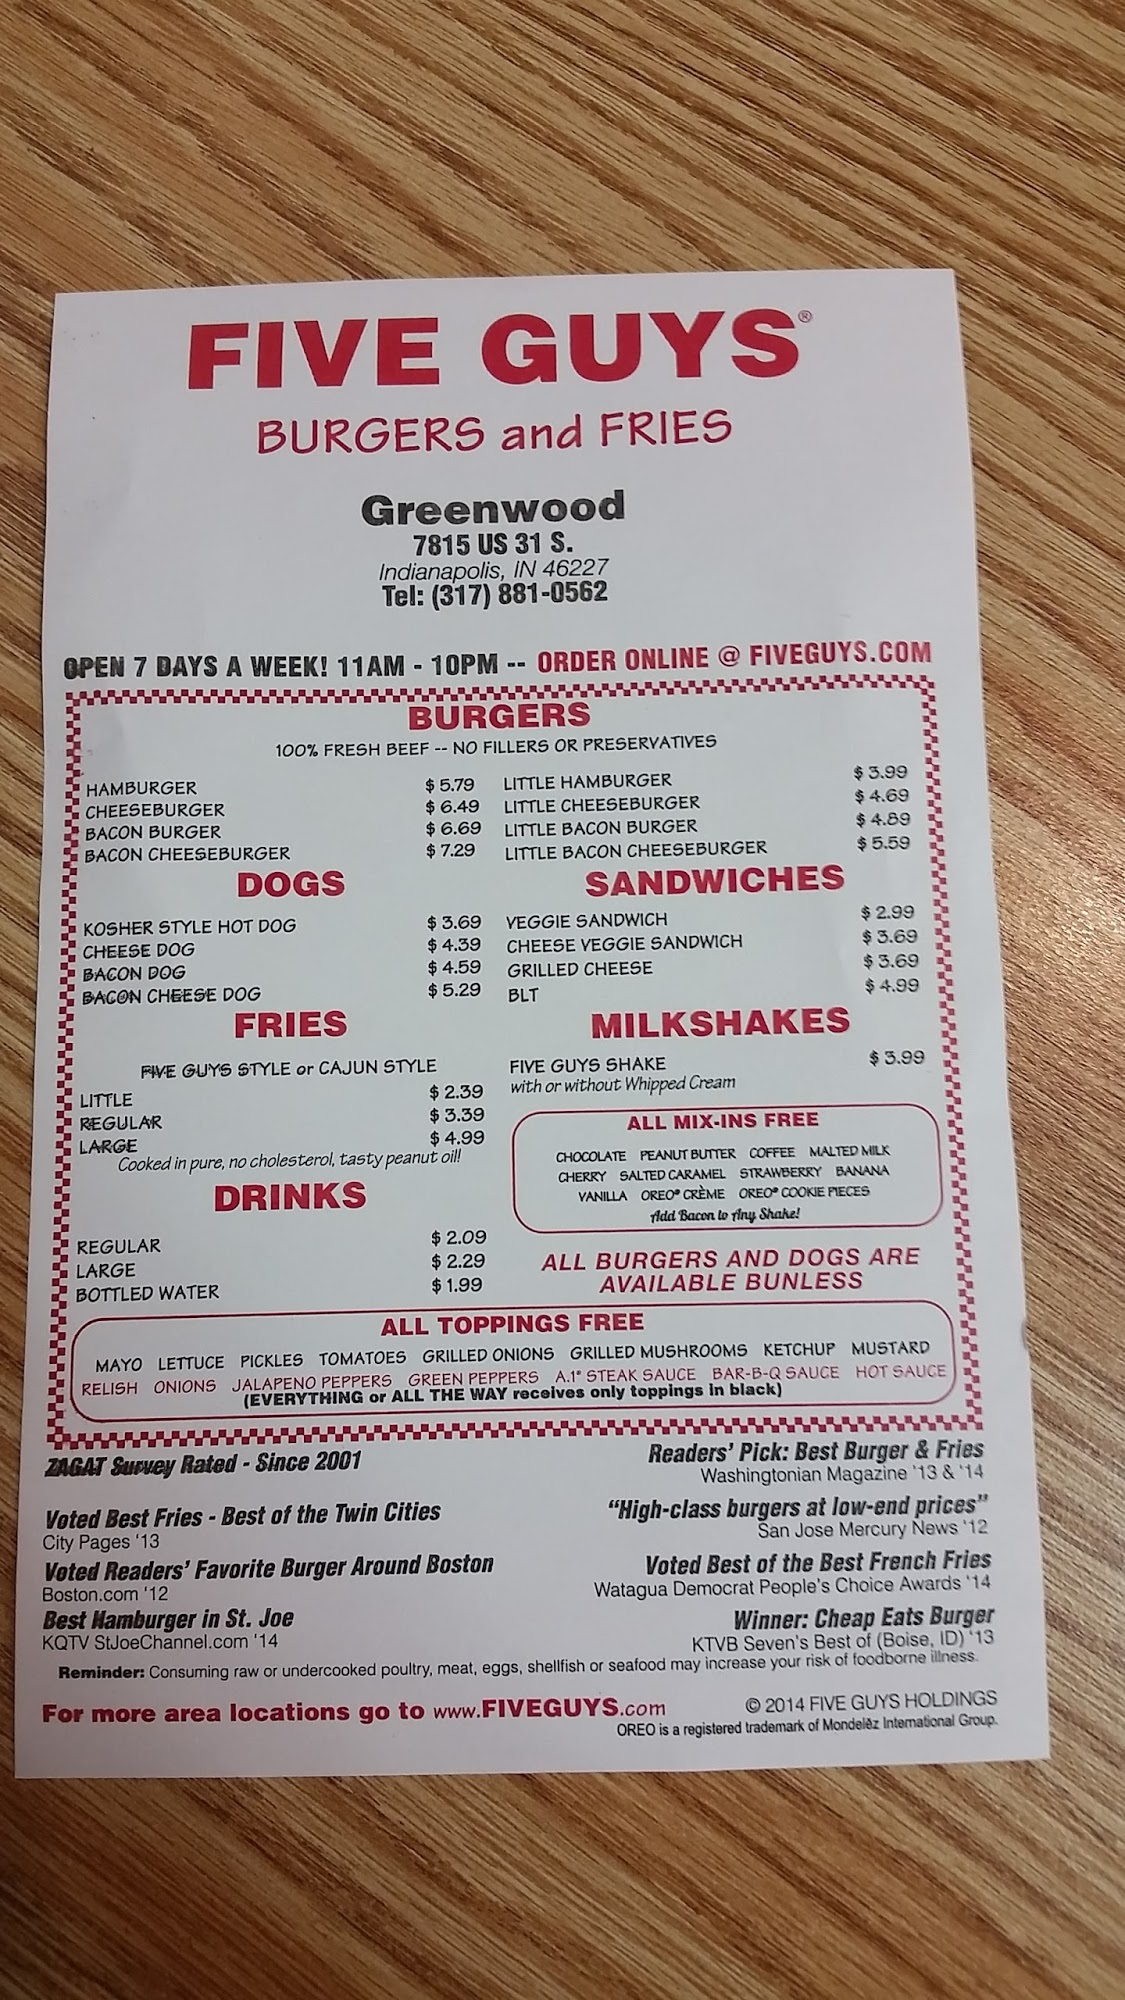 FIVE GUYS®
BURGERS and FRIES
Greenwood
7815 US 31 S.
Indianapolis, IN 46227
Tel: (317) 881-0562
OPEN 7 DAYS A WEEK! 11AM - 10PM -- ORDER ONLINE @ FIVEGUYS.COM
BURGERS
100% FRESH BEEF -- NO FILLERS OR PRESERVATIVES
HAMBURGER $ 5.79
CHEESEBURGER $ 6.49
BACON BURGER $ 6.69
BACON CHEESEBURGER $ 7.29
LITTLE HAMBURGER $ 3.99
LITTLE CHEESEBURGER $ 4.69
LITTLE BACON BURGER $ 4.89
LITTLE BACON CHEESEBURGER $ 5.59
DOGS
KOSHER STYLE HOT DOG $ 3.69
CHEESE DOG $ 4.39
BACON DOG $ 4.59
BACON CHEESE DOG $ 5.29
SANDWICHES
VEGGIE SANDWICH $ 2.99
CHEESE VEGGIE SANDWICH $ 3.69
GRILLED CHEESE $ 3.69
BLT $ 4.99
FRIES
FIVE GUYS STYLE or CAJUN STYLE
LITTLE $ 2.39
REGULAR $ 3.39
LARGE $ 4.99
Cooked in pure, no cholesterol, tasty peanut oil!
DRINKS
REGULAR $ 2.09
LARGE $ 2.29
BOTTLED WATER $ 1.99
MILKSHAKES
FIVE GUYS SHAKE $ 3.99
with or without Whipped Cream
ALL MIX-INS FREE
CHOCOLATE PEANUT BUTTER COFFEE MALTED MILK
CHERRY SALTED CARAMEL STRAWBERRY BANANA
VANILLA OREO® CRÈME OREO® COOKIE PIECES
Add Bacon to Any Shake!
ALL BURGERS AND DOGS ARE
AVAILABLE BUNLESS
ALL TOPPINGS FREE
MAYO LETTUCE PICKLES TOMATOES GRILLED ONIONS GRILLED MUSHROOMS KETCHUP MUSTARD
RELISH ONIONS JALAPENO PEPPERS GREEN PEPPERS A.1® STEAK SAUCE BAR-B-Q SAUCE HOT SAUCE
(EVERYTHING or ALL THE WAY receives only toppings in black)
ZAGAT Survey Rated - Since 2001
Voted Best Fries - Best of the Twin Cities
City Pages '13
Voted Readers' Favorite Burger Around Boston
Boston.com '12
Best Hamburger in St. Joe
KQTV StJoeChannel.com '14
Readers' Pick: Best Burger & Fries
Washingtonian Magazine '13 & '14
"High-class burgers at low-end prices"
San Jose Mercury News '12
Voted Best of the Best French Fries
Watagua Democrat People's Choice Awards '14
Winner: Cheap Eats Burger
KTVB Seven's Best of (Boise, ID) '13
Reminder: Consuming raw or undercooked poultry, meat, eggs, shellfish or seafood may increase your risk of foodborne illness.
For more area locations go to www.FIVEGUYS.com
© 2014 FIVE GUYS HOLDINGS
OREO is a registered trademark of Mondelēz International Group.